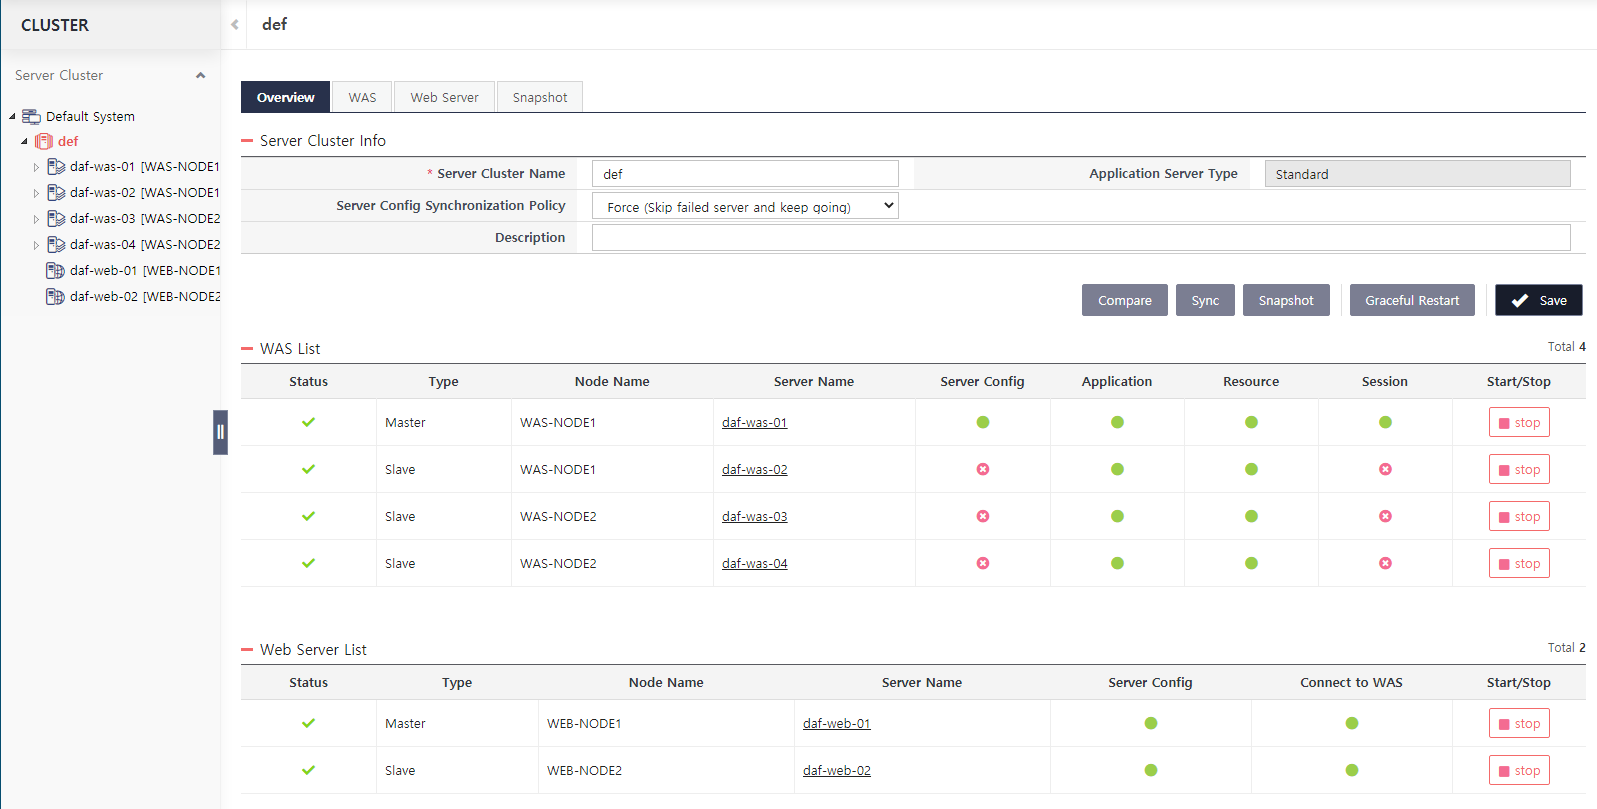 CLUSTER
def
Server Cluster
Default System
def
daf-was-01 [WAS-NODE1
daf-was-02 [WAS-NODE1
daf-was-03 [WAS-NODE2
daf-was-04 [WAS-NODE2
daf-web-01 [WEB-NODE1
daf-web-02 [WEB-NODE2
Overview WAS Web Server Snapshot
Server Cluster Info
* Server Cluster Name def Application Server Type Standard
Server Config Synchronization Policy Force (Skip failed server and keep going)
Description
Compare Sync Snapshot Graceful Restart Save
WAS List Total 4
Status Type Node Name Server Name Server Config Application Resource Session Start/Stop
Master WAS-NODE1 daf-was-01 stop
Slave WAS-NODE1 daf-was-02 stop
Slave WAS-NODE2 daf-was-03 stop
Slave WAS-NODE2 daf-was-04 stop
Web Server List Total 2
Status Type Node Name Server Name Server Config Connect to WAS Start/Stop
Master WEB-NODE1 daf-web-01 stop
Slave WEB-NODE2 daf-web-02 stop